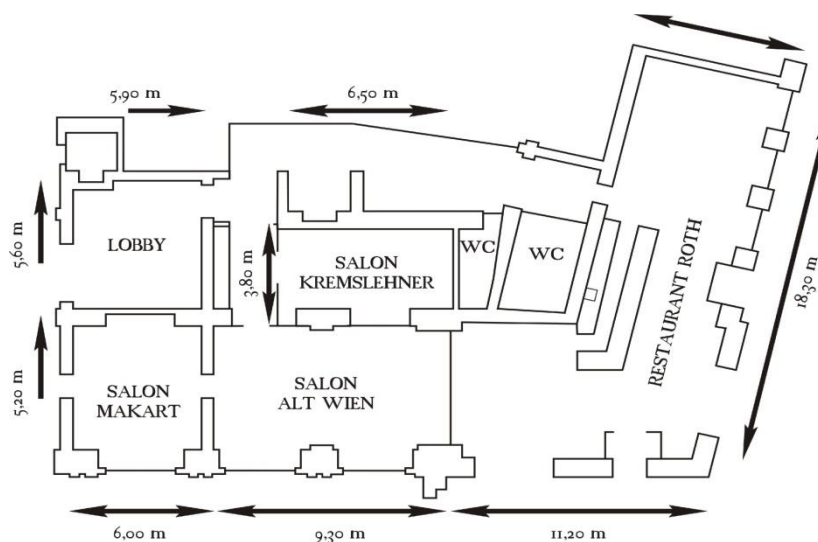 5,90 m
6,50 m
5,60 m
LOBBY
3,80 m
SALON
KREMSLEHNER
WC
WC
RESTAURANT ROTH
18,30 m
5,20 m
SALON
MAKART
SALON
ALT WIEN
6,00 m
9,30 m
11,20 m